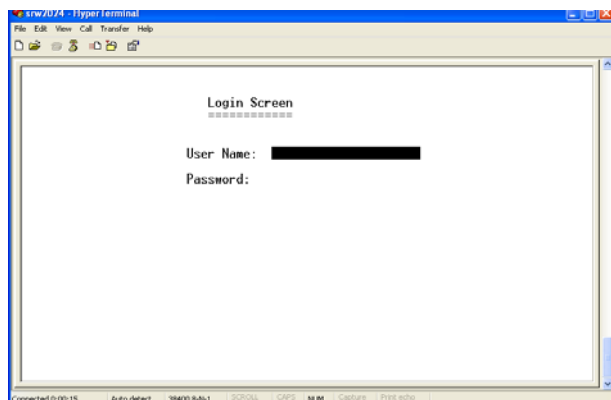 srw2024 - HyperTerminal
File Edit View Call Transfer Help
Login Screen
============
User Name:
Password:
Connected 0:00:15 Auto detect 38400 8-N-1 SCROLL CAPS NUM Capture Print echo